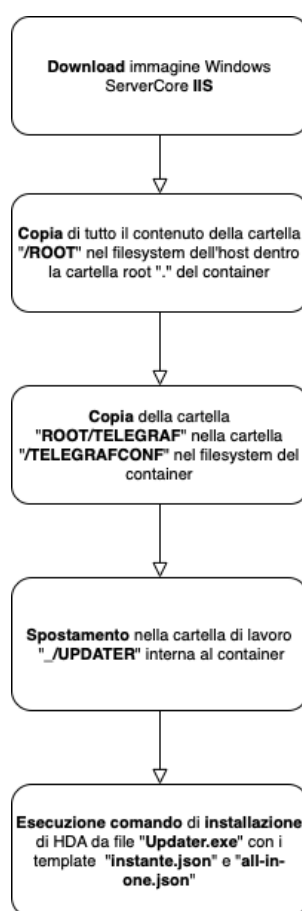 Download immagine Windows
ServerCore IIS
Copia di tutto il contenuto della cartella
"/ROOT" nel filesystem dell'host dentro
la cartella root "." del container
Copia della cartella
"ROOT/TELEGRAF" nella cartella
"/TELEGRAFCONF" nel filesystem del
container
Spostamento nella cartella di lavoro
"_/UPDATER" interna al container
Esecuzione comando di installazione
di HDA da file "Updater.exe" con i
template "instante.json" e "all-in-
one.json"